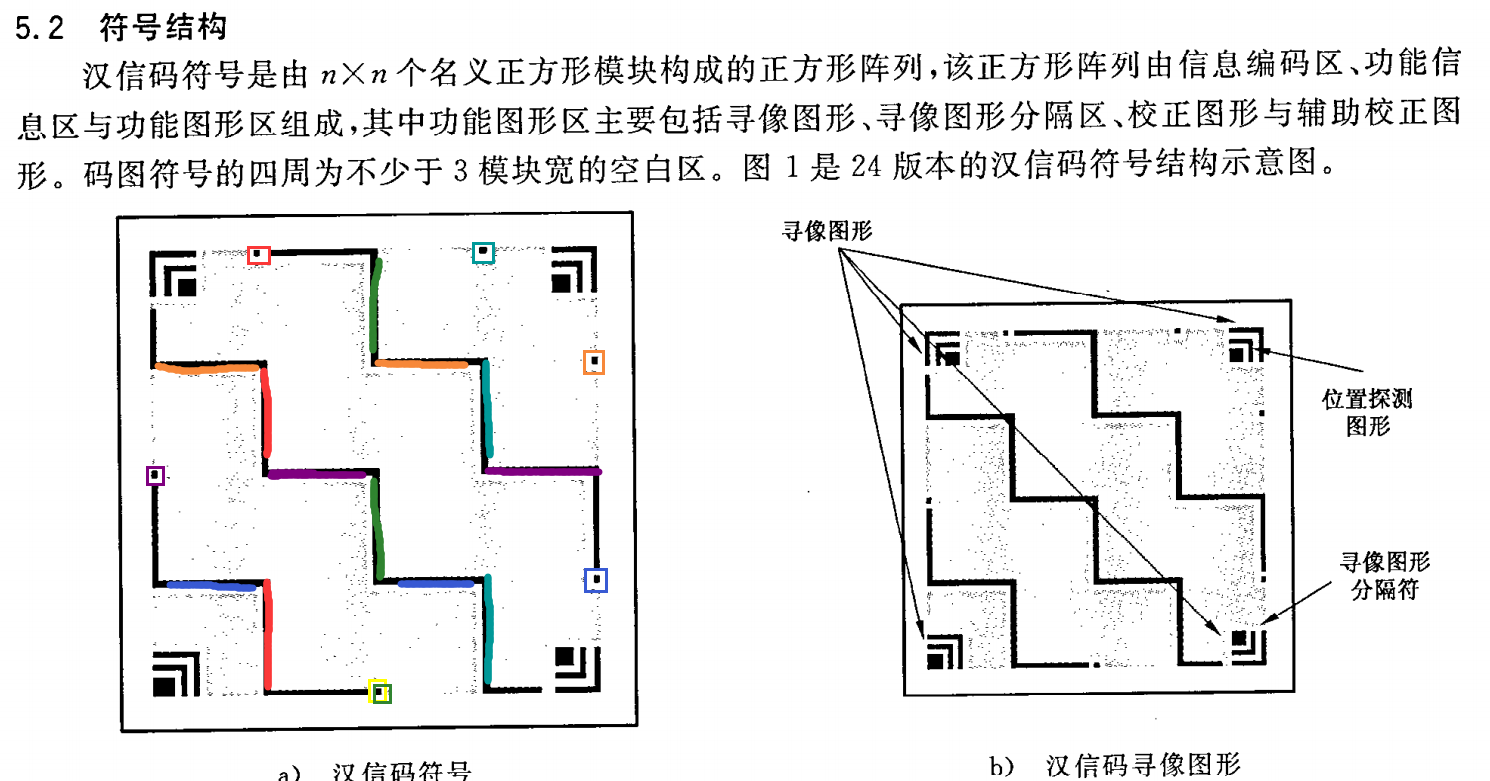 5.2 符号结构
汉信码符号是由 n×n 个名义正方形模块构成的正方形阵列,该正方形阵列由信息编码区、功能信
息区与功能图形区组成,其中功能图形区主要包括寻像图形、寻像图形分隔区、校正图形与辅助校正图
形。码图符号的四周为不少于 3 模块宽的空白区。图 1 是 24 版本的汉信码符号结构示意图。
寻像图形
位置探测
图形
寻像图形
分隔符
a) 汉信码符号
b) 汉信码寻像图形